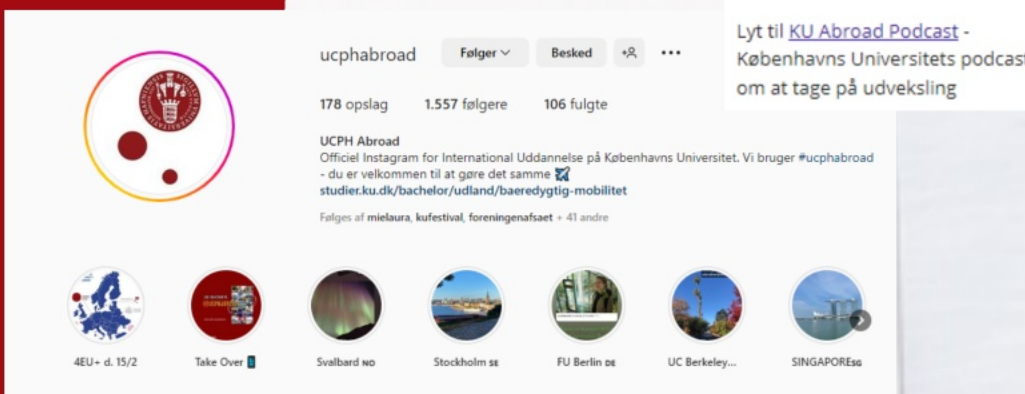 ucphabroad Følger Besked
178 opslag 1.557 følgere 106 fulgte
UCPH Abroad
Officiel Instagram for International Uddannelse på Københavns Universitet. Vi bruger #ucphabroad
- du er velkommen til at gøre det samme
studier.ku.dk/bachelor/udland/baeredygtig-mobilitet
Følges af mielaura, kufestival, foreningenafsaet + 41 andre
4EU+ d. 15/2
Take Over
Svalbard NO
Stockholm SE
FU Berlin DE
UC Berkeley...
SINGAPORE SG
Lyt til KU Abroad Podcast -
Københavns Universitets podcast
om at tage på udveksling